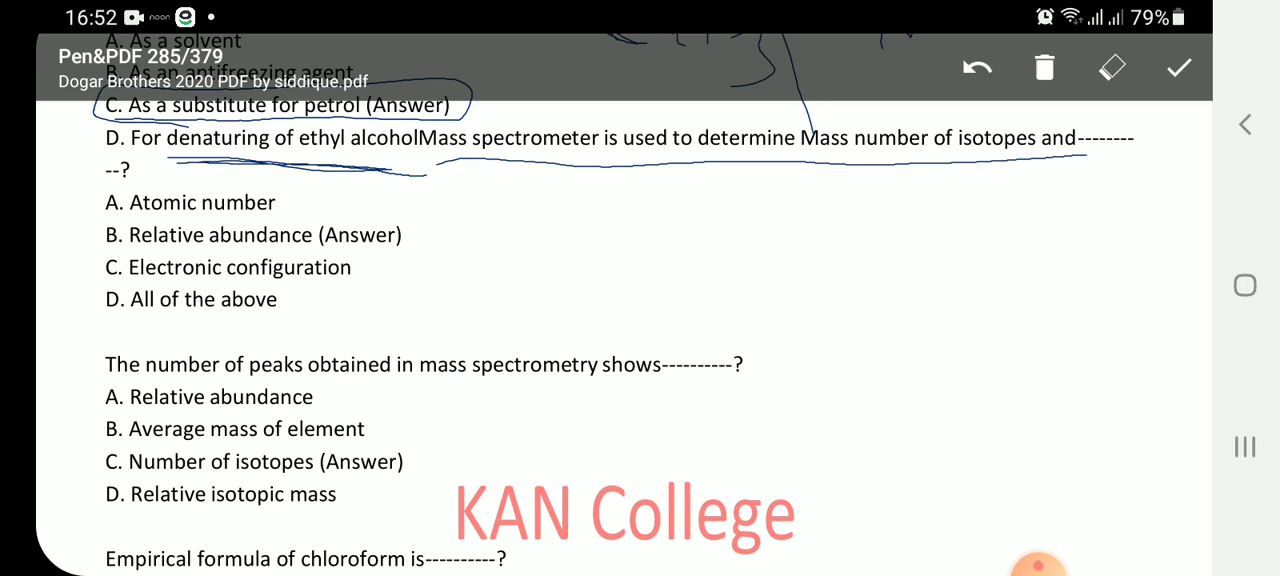 16:52 noon 79%
A. As a solvent
Pen&PDF 285/379
B. As an antifreezing agent
Dogar Brothers 2020 PDF by siddique.pdf
C. As a substitute for petrol (Answer)
D. For denaturing of ethyl alcoholMass spectrometer is used to determine Mass number of isotopes and--------
--?
A. Atomic number
B. Relative abundance (Answer)
C. Electronic configuration
D. All of the above
The number of peaks obtained in mass spectrometry shows----------?
A. Relative abundance
B. Average mass of element
C. Number of isotopes (Answer)
D. Relative isotopic mass
KAN College
Empirical formula of chloroform is----------?